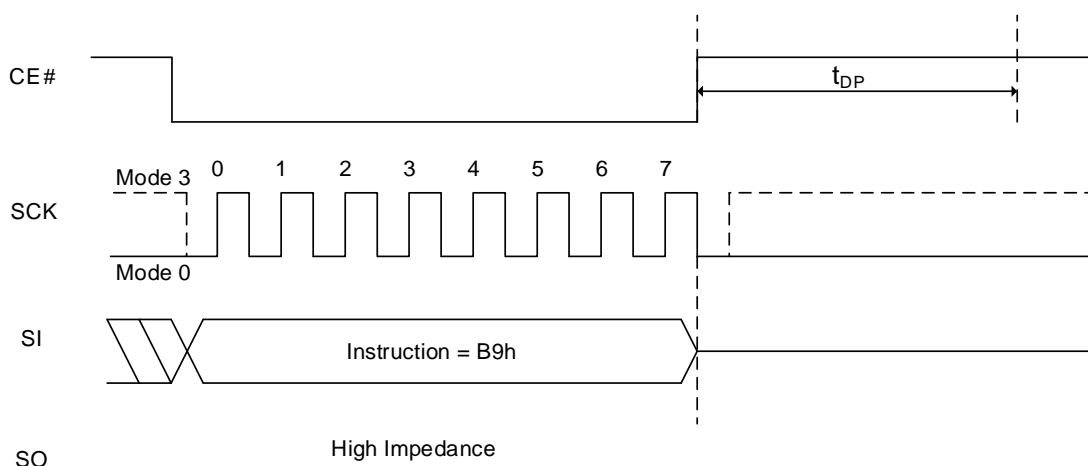 CE#
tDP
0 1 2 3 4 5 6 7
Mode 3
SCK
Mode 0
SI
Instruction = B9h
High Impedance
SO